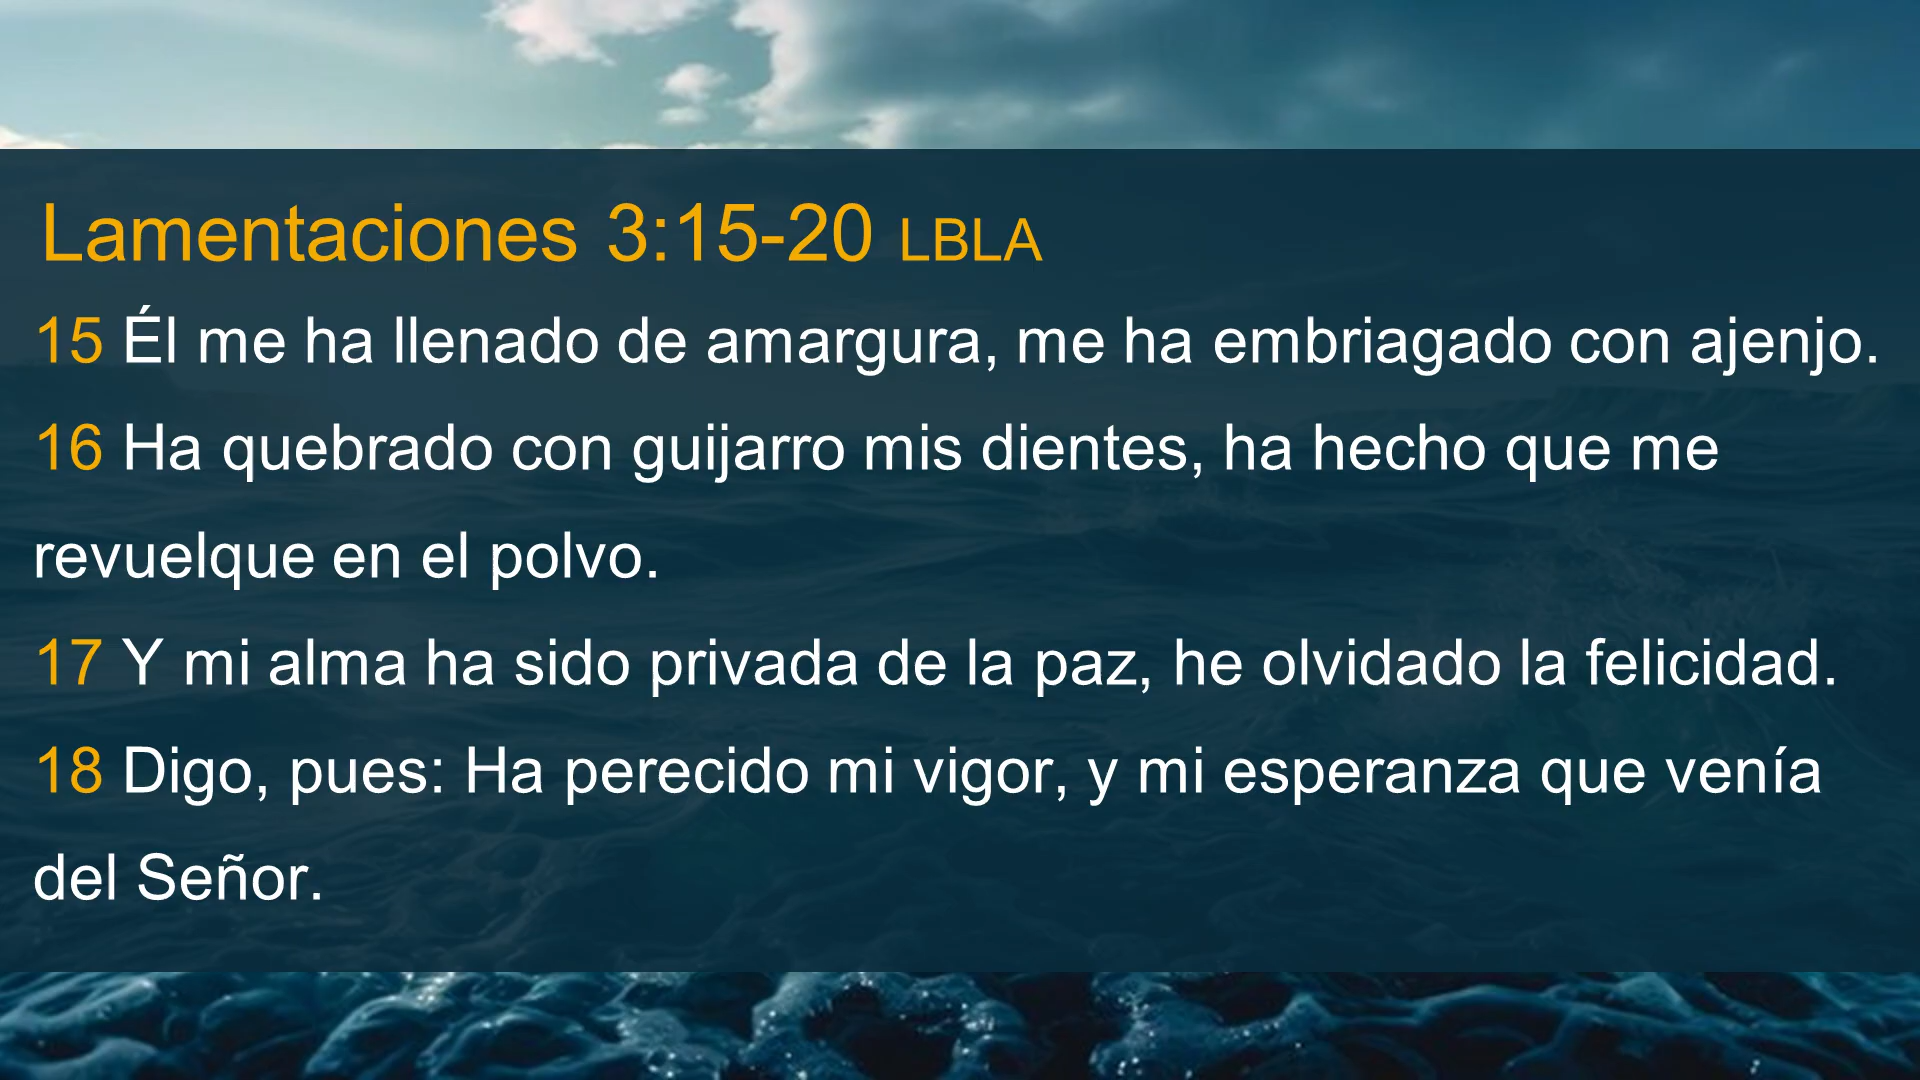 Lamentaciones 3:15-20 LBLA
15 Él me ha llenado de amargura, me ha embriagado con ajenjo.
16 Ha quebrado con guijarro mis dientes, ha hecho que me
revuelque en el polvo.
17 Y mi alma ha sido privada de la paz, he olvidado la felicidad.
18 Digo, pues: Ha perecido mi vigor, y mi esperanza que venía
del Señor.